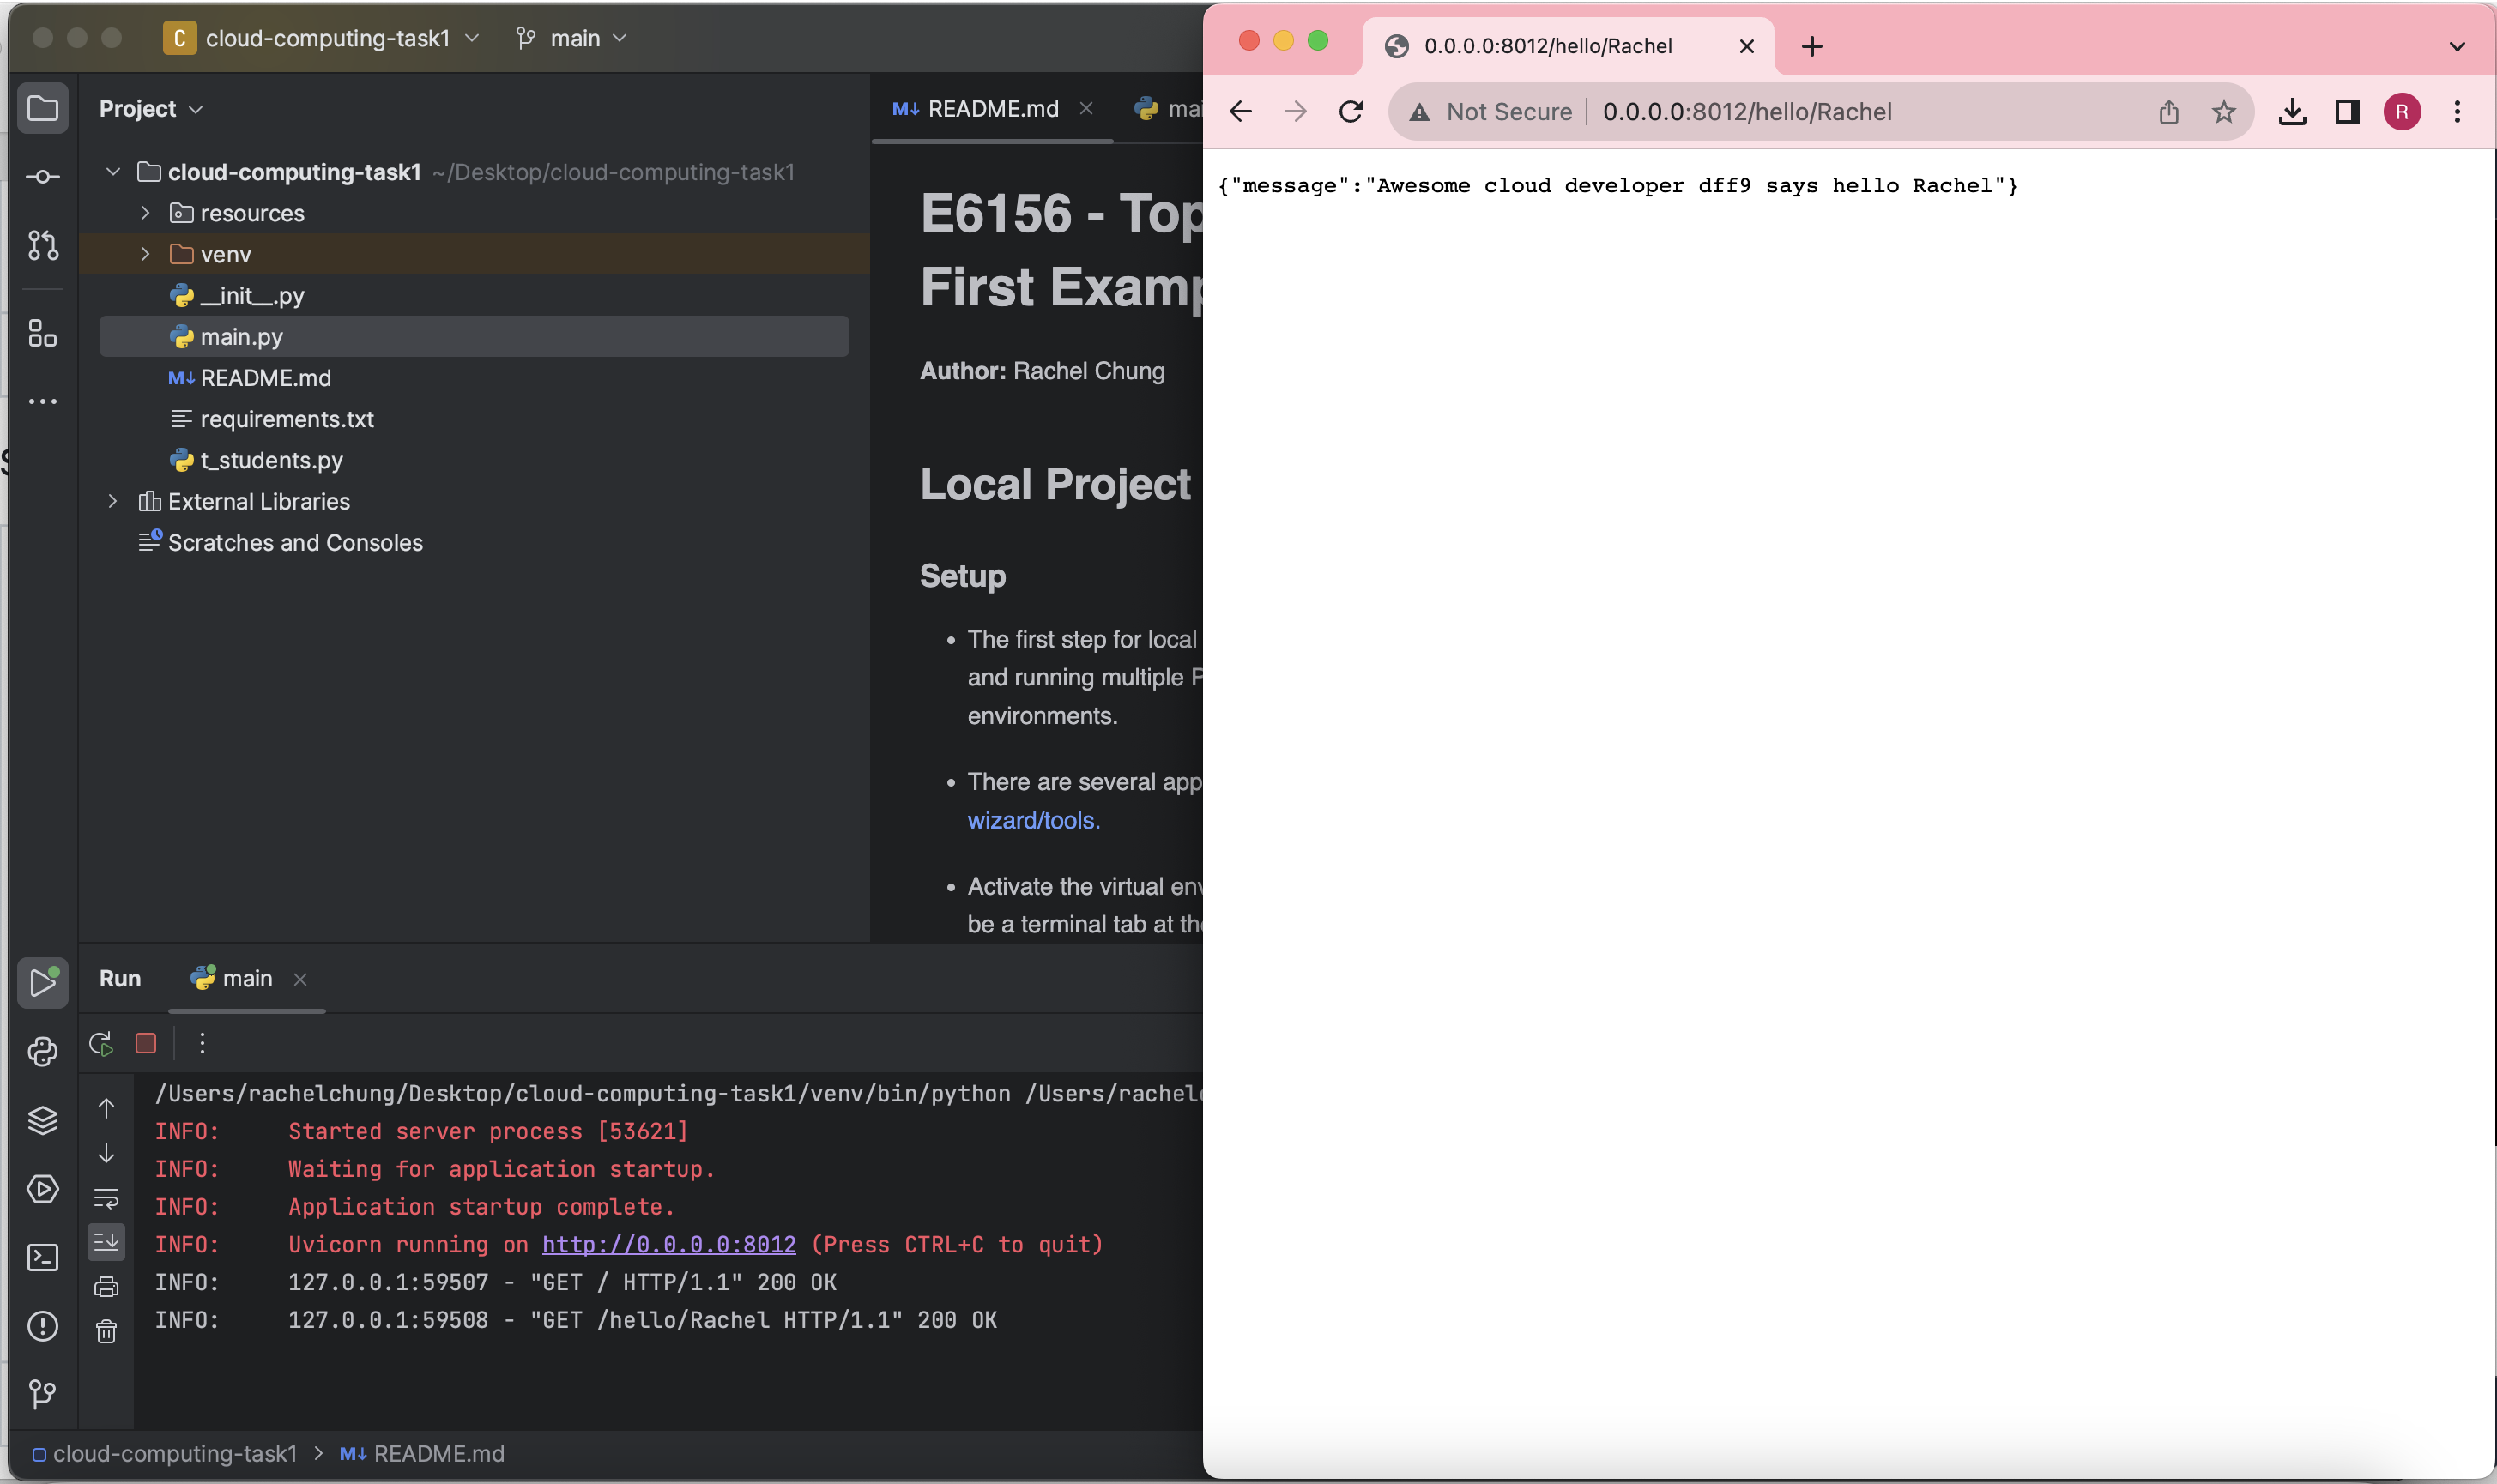 C cloud-computing-task1 main
Project
cloud-computing-task1 ~/Desktop/cloud-computing-task1
resources
venv
__init__.py
main.py
M↓ README.md
requirements.txt
t_students.py
External Libraries
Scratches and Consoles
M↓ README.md
E6156 - Top
First Examp
Author: Rachel Chung
Local Project
Setup
• The first step for local
and running multiple P
environments.
• There are several app
wizard/tools.
• Activate the virtual env
be a terminal tab at the
Run main
/Users/rachelchung/Desktop/cloud-computing-task1/venv/bin/python /Users/rachelc
INFO: Started server process [53621]
INFO: Waiting for application startup.
INFO: Application startup complete.
INFO: Uvicorn running on http://0.0.0.0:8012 (Press CTRL+C to quit)
INFO: 127.0.0.1:59507 - "GET / HTTP/1.1" 200 OK
INFO: 127.0.0.1:59508 - "GET /hello/Rachel HTTP/1.1" 200 OK
cloud-computing-task1 > M↓ README.md
0.0.0.0:8012/hello/Rachel
Not Secure 0.0.0.0:8012/hello/Rachel
R
{"message":"Awesome cloud developer dff9 says hello Rachel"}